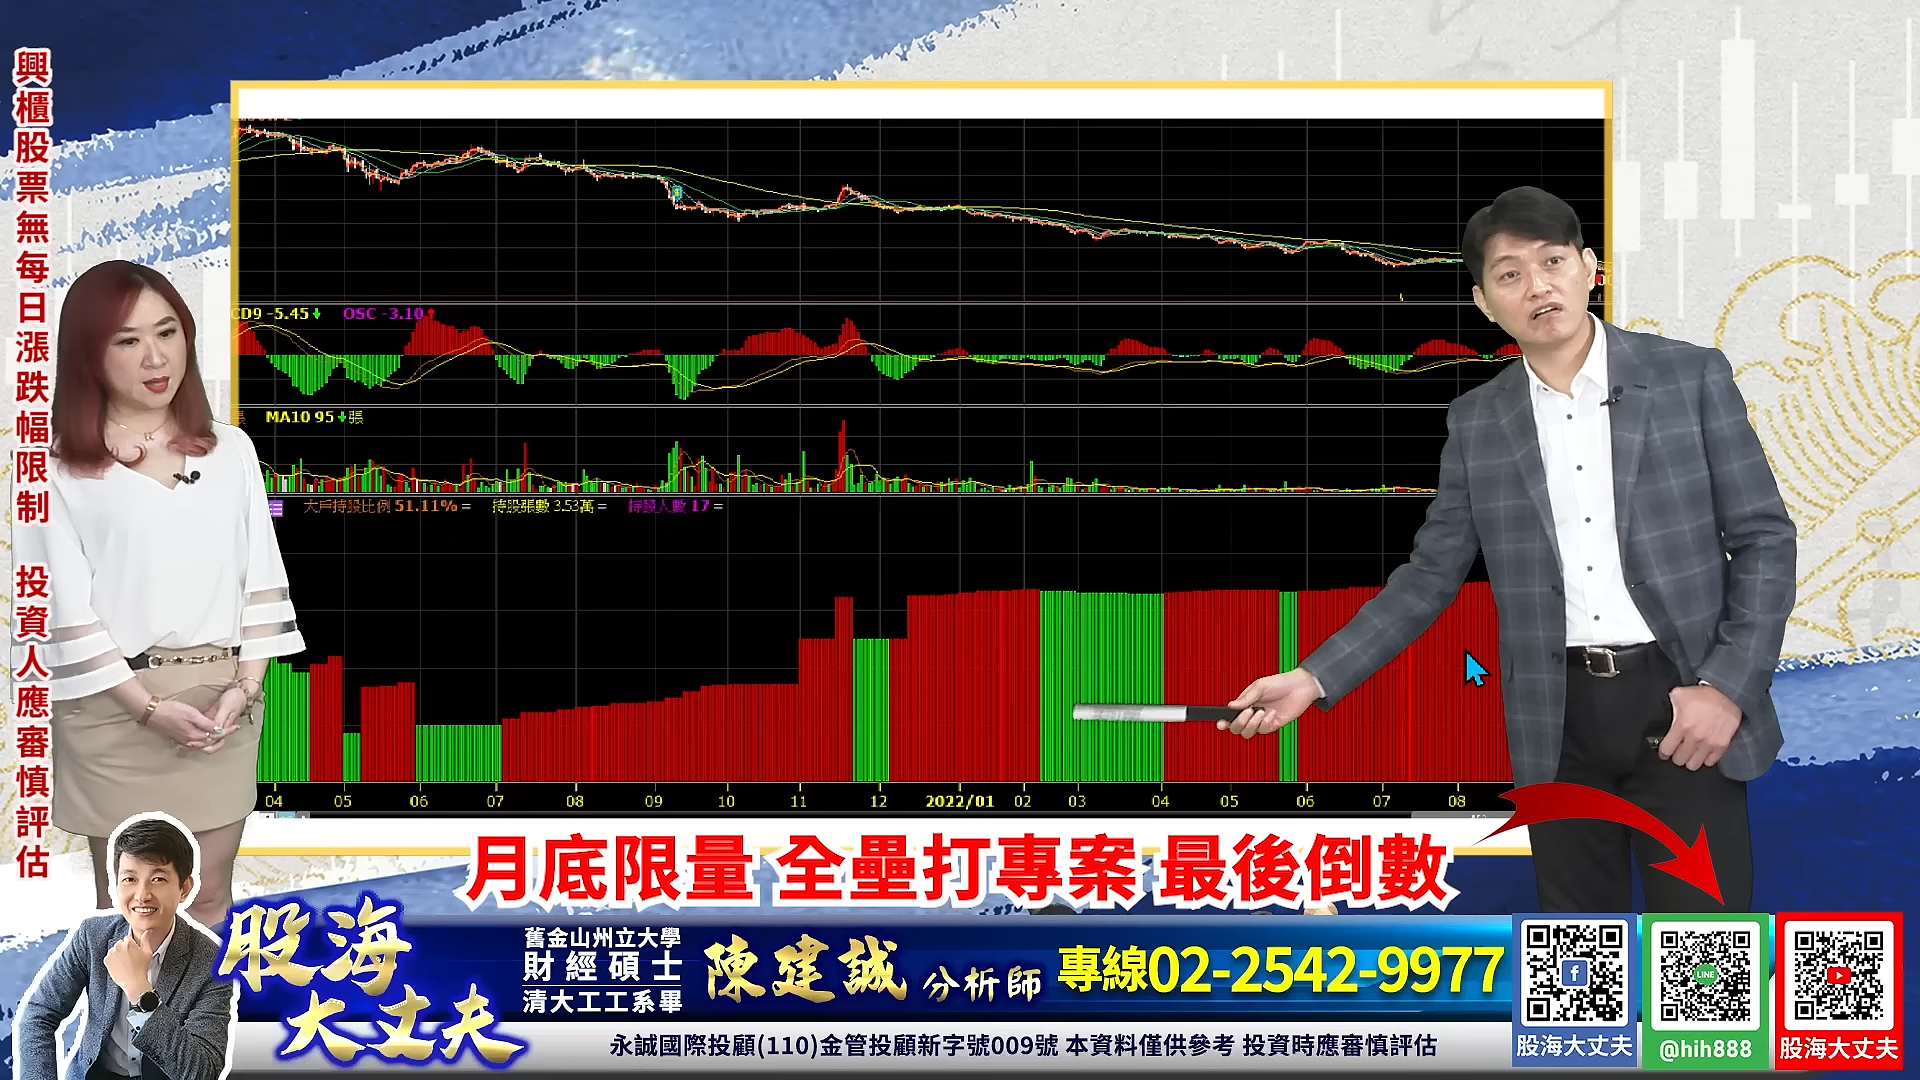 興櫃股票無每日漲跌幅限制 投資人應審慎評估
CD9 -5.45↓ OSC -3.10↑
張 MA10 95↓張
大戶持股比例 51.11% = 持股張數 3.53萬 = 持股人數 17 =
04 05 06 07 08 09 10 11 12 2022/01 02 03 04 05 06 07 08
月底限量 全壘打專案 最後倒數
股海
大丈夫
舊金山州立大學
財經碩士
清大工工系畢
陳建誠 分析師
專線02-2542-9977
永誠國際投顧(110)金管投顧新字號009號 本資料僅供參考 投資時應審慎評估
LINE
股海大丈夫
@hih888
股海大丈夫